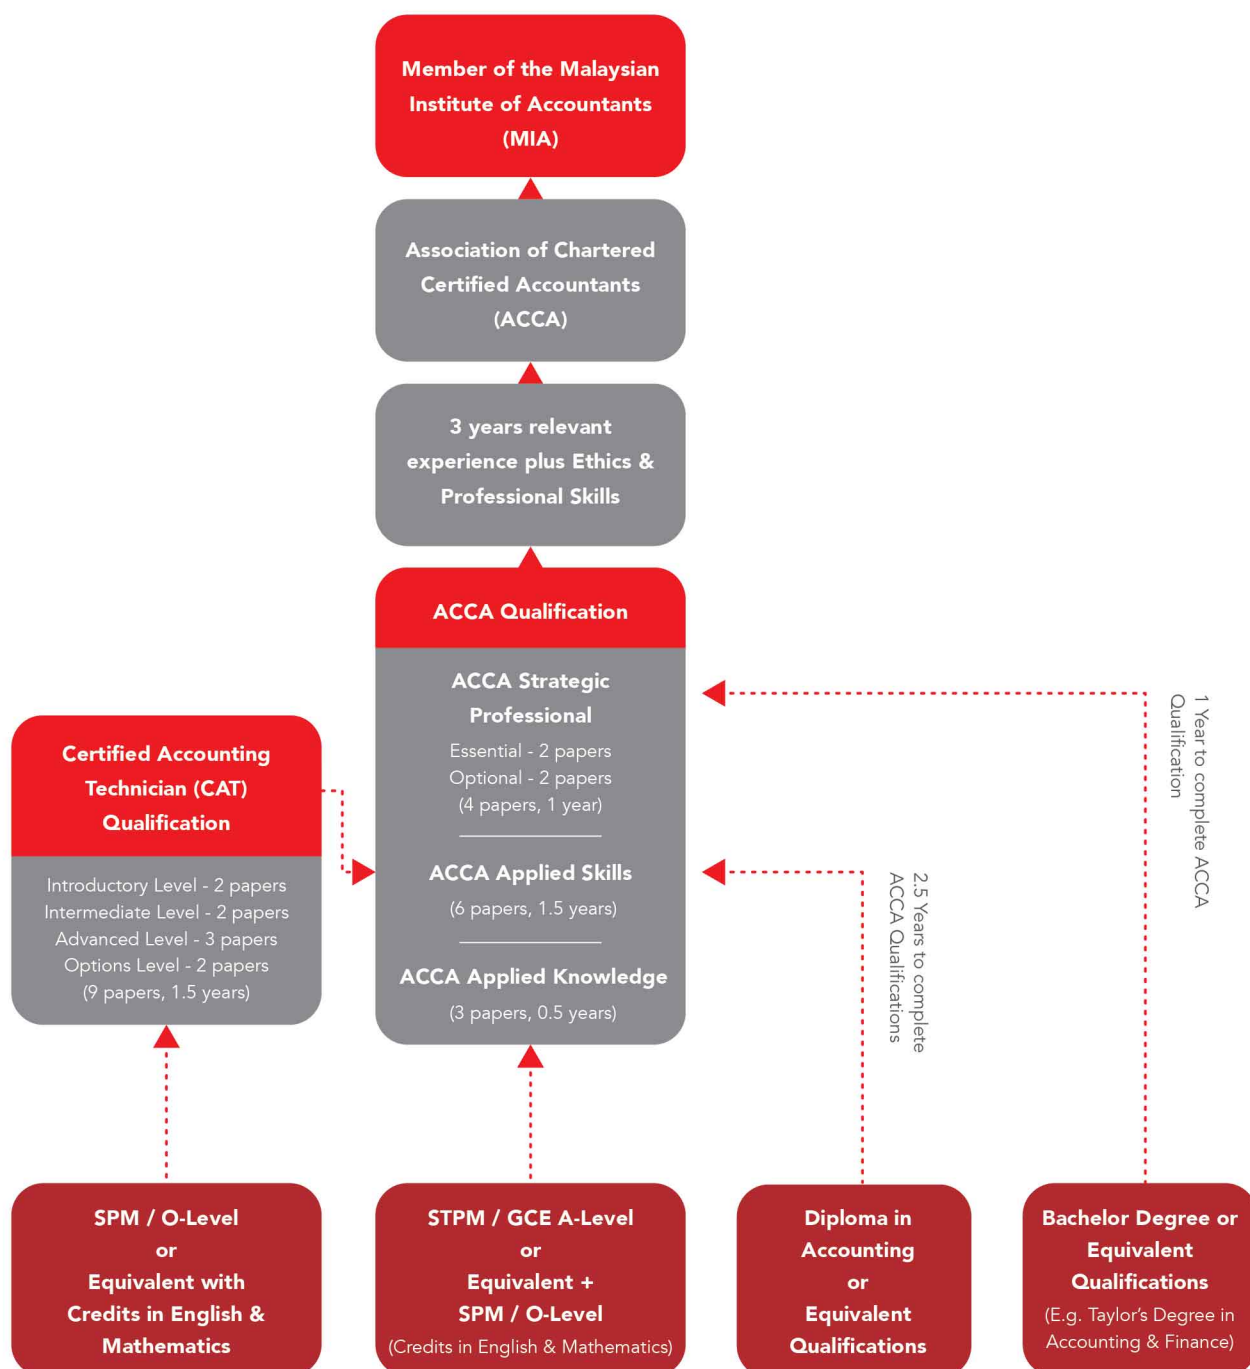 Member of the Malaysian
Institute of Accountants
(MIA)
Association of Chartered
Certified Accountants
(ACCA)
3 years relevant
experience plus Ethics &
Professional Skills
ACCA Qualification
ACCA Strategic
Professional
Essential - 2 papers
Optional - 2 papers
(4 papers, 1 year)
ACCA Applied Skills
(6 papers, 1.5 years)
ACCA Applied Knowledge
(3 papers, 0.5 years)
Certified Accounting
Technician (CAT)
Qualification
Introductory Level - 2 papers
Intermediate Level - 2 papers
Advanced Level - 3 papers
Options Level - 2 papers
(9 papers, 1.5 years)
1 Year to complete ACCA
Qualification
2.5 Years to complete
ACCA Qualifications
SPM / O-Level
or
Equivalent with
Credits in English &
Mathematics
STPM / GCE A-Level
or
Equivalent +
SPM / O-Level
(Credits in English & Mathematics)
Diploma in
Accounting
or
Equivalent
Qualifications
Bachelor Degree or
Equivalent
Qualifications
(E.g. Taylor's Degree in
Accounting & Finance)